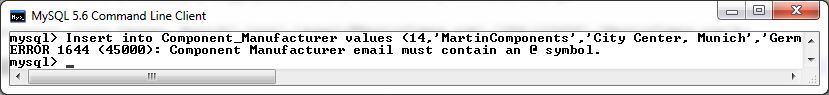 MySQL 5.6 Command Line Client
mysql> Insert into Component_Manufacturer values (14,'MartinComponents','City Center, Munich','Germ
ERROR 1644 (45000): Component Manufacturer email must contain an @ symbol.
mysql> _